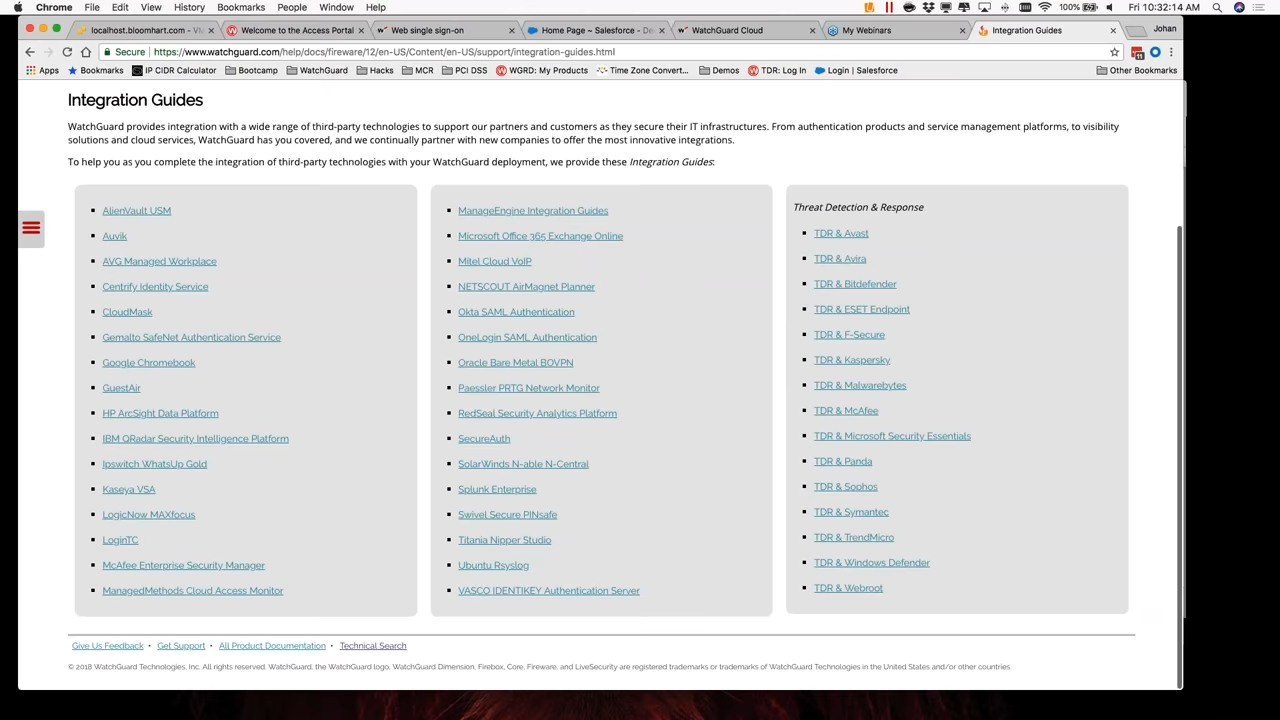 Chrome File Edit View History Bookmarks People Window Help 100% Fri 10:32:14 AM
localhost.bloomhart.com - VM
Welcome to the Access Portal
Web single sign-on
Home Page ~ Salesforce - De
WatchGuard Cloud
My Webinars
Integration Guides
Johan
Secure https://www.watchguard.com/help/docs/fireware/12/en-US/Content/en-US/support/integration-guides.html
Apps Bookmarks IP CIDR Calculator Bootcamp WatchGuard Hacks MCR PCI DSS WGRD: My Products Time Zone Convert... Demos TDR: Log In Login | Salesforce Other Bookmarks
Integration Guides
WatchGuard provides integration with a wide range of third-party technologies to support our partners and customers as they secure their IT infrastructures. From authentication products and service management platforms, to visibility
solutions and cloud services, WatchGuard has you covered, and we continually partner with new companies to offer the most innovative integrations.
To help you as you complete the integration of third-party technologies with your WatchGuard deployment, we provide these Integration Guides:
AlienVault USM
Auvik
AVG Managed Workplace
Centrify Identity Service
CloudMask
Gemalto SafeNet Authentication Service
Google Chromebook
GuestAir
HP ArcSight Data Platform
IBM QRadar Security Intelligence Platform
Ipswitch WhatsUp Gold
Kaseya VSA
LogicNow MAXfocus
LoginTC
McAfee Enterprise Security Manager
ManagedMethods Cloud Access Monitor
ManageEngine Integration Guides
Microsoft Office 365 Exchange Online
Mitel Cloud VoIP
NETSCOUT AirMagnet Planner
Okta SAML Authentication
OneLogin SAML Authentication
Oracle Bare Metal BOVPN
Paessler PRTG Network Monitor
RedSeal Security Analytics Platform
SecureAuth
SolarWinds N-able N-Central
Splunk Enterprise
Swivel Secure PINsafe
Titania Nipper Studio
Ubuntu Rsyslog
VASCO IDENTIKEY Authentication Server
Threat Detection & Response
TDR & Avast
TDR & Avira
TDR & Bitdefender
TDR & ESET Endpoint
TDR & F-Secure
TDR & Kaspersky
TDR & Malwarebytes
TDR & McAfee
TDR & Microsoft Security Essentials
TDR & Panda
TDR & Sophos
TDR & Symantec
TDR & TrendMicro
TDR & Windows Defender
TDR & Webroot
Give Us Feedback • Get Support • All Product Documentation • Technical Search
© 2018 WatchGuard Technologies, Inc. All rights reserved. WatchGuard, the WatchGuard logo, WatchGuard Dimension, Firebox, Core, Fireware, and LiveSecurity are registered trademarks or trademarks of WatchGuard Technologies in the United States and/or other countries.